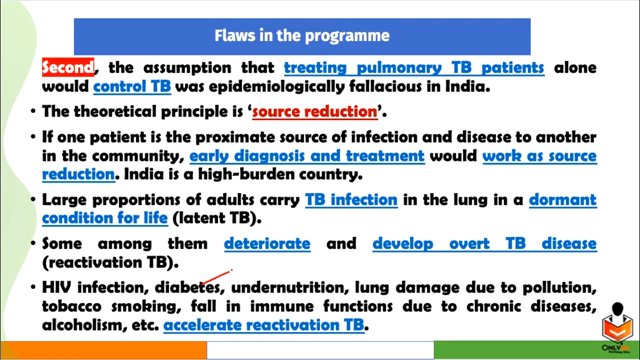 Flaws in the programme
Second, the assumption that treating pulmonary TB patients alone
would control TB was epidemiologically fallacious in India.
• The theoretical principle is ‘source reduction’.
• If one patient is the proximate source of infection and disease to another
in the community, early diagnosis and treatment would work as source
reduction. India is a high-burden country.
• Large proportions of adults carry TB infection in the lung in a dormant
condition for life (latent TB).
• Some among them deteriorate and develop overt TB disease
(reactivation TB).
• HIV infection, diabetes, undernutrition, lung damage due to pollution,
tobacco smoking, fall in immune functions due to chronic diseases,
alcoholism, etc. accelerate reactivation TB.